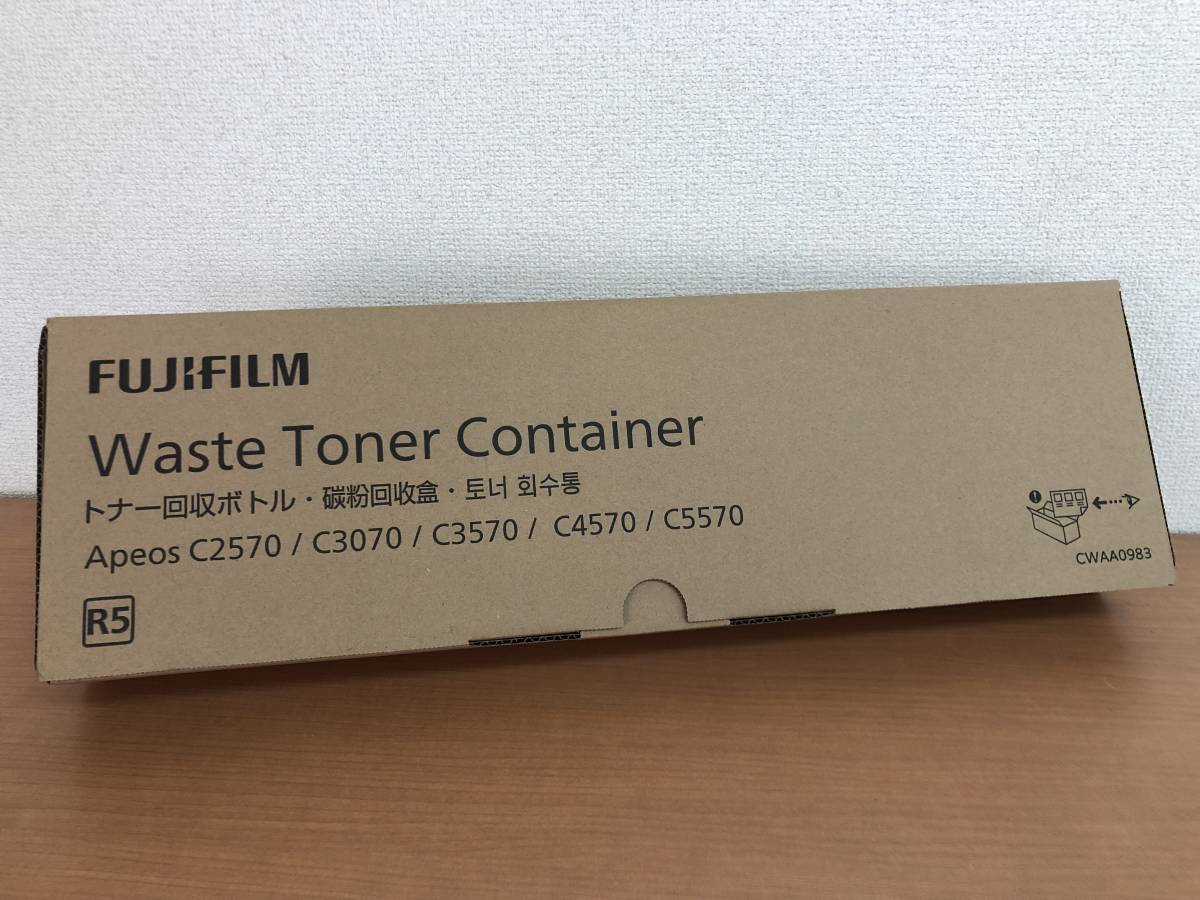 FUJIFILM
Waste Toner Container
トナー回収ボトル・碳粉回收盒・토너 회수통
Apeos C2570 / C3070 / C3570 / C4570 / C5570
R5
CWAA0983